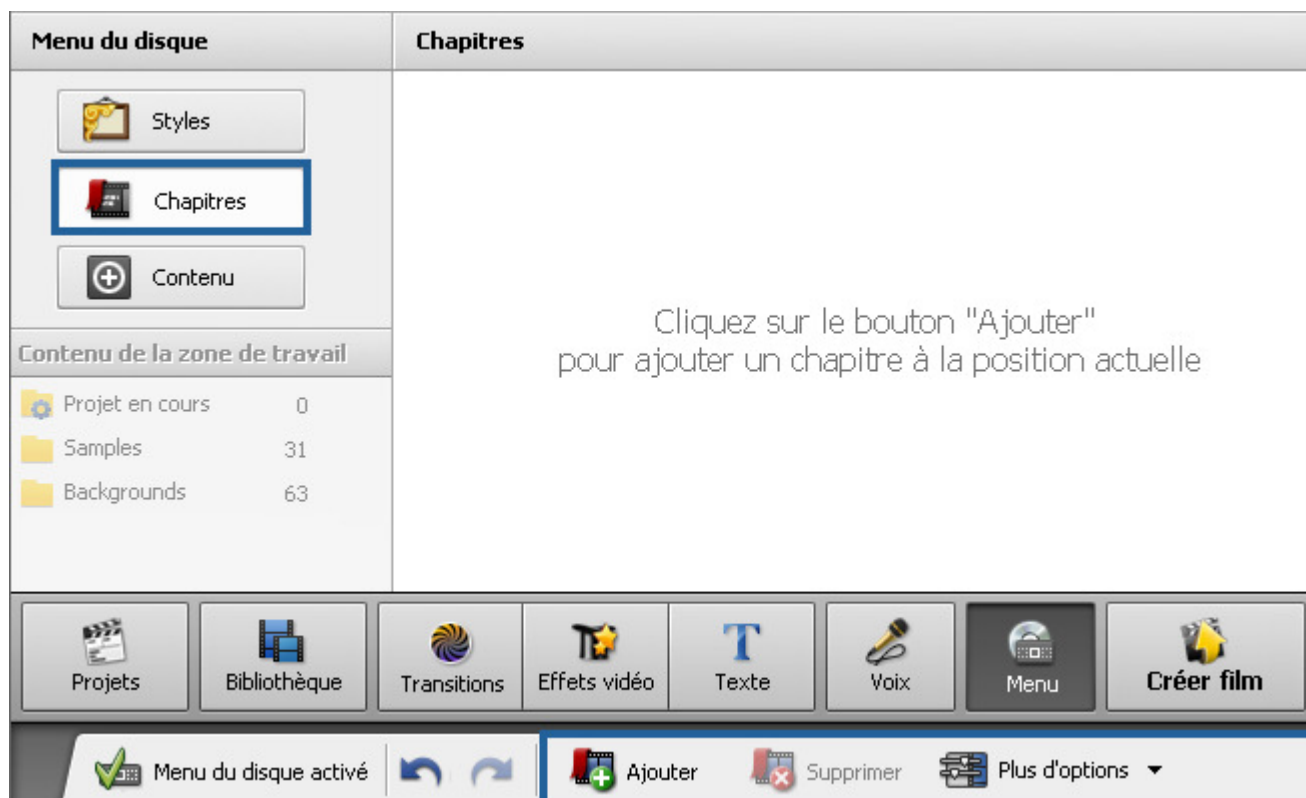 Menu du disque
Chapitres
Styles
Chapitres
Contenu
Cliquez sur le bouton "Ajouter"
pour ajouter un chapitre à la position actuelle
Contenu de la zone de travail
Projet en cours 0
Samples 31
Backgrounds 63
Projets
Bibliothèque
Transitions
Effets vidéo
T
Texte
Voix
Menu
Créer film
Menu du disque activé
Ajouter
Supprimer
Plus d'options